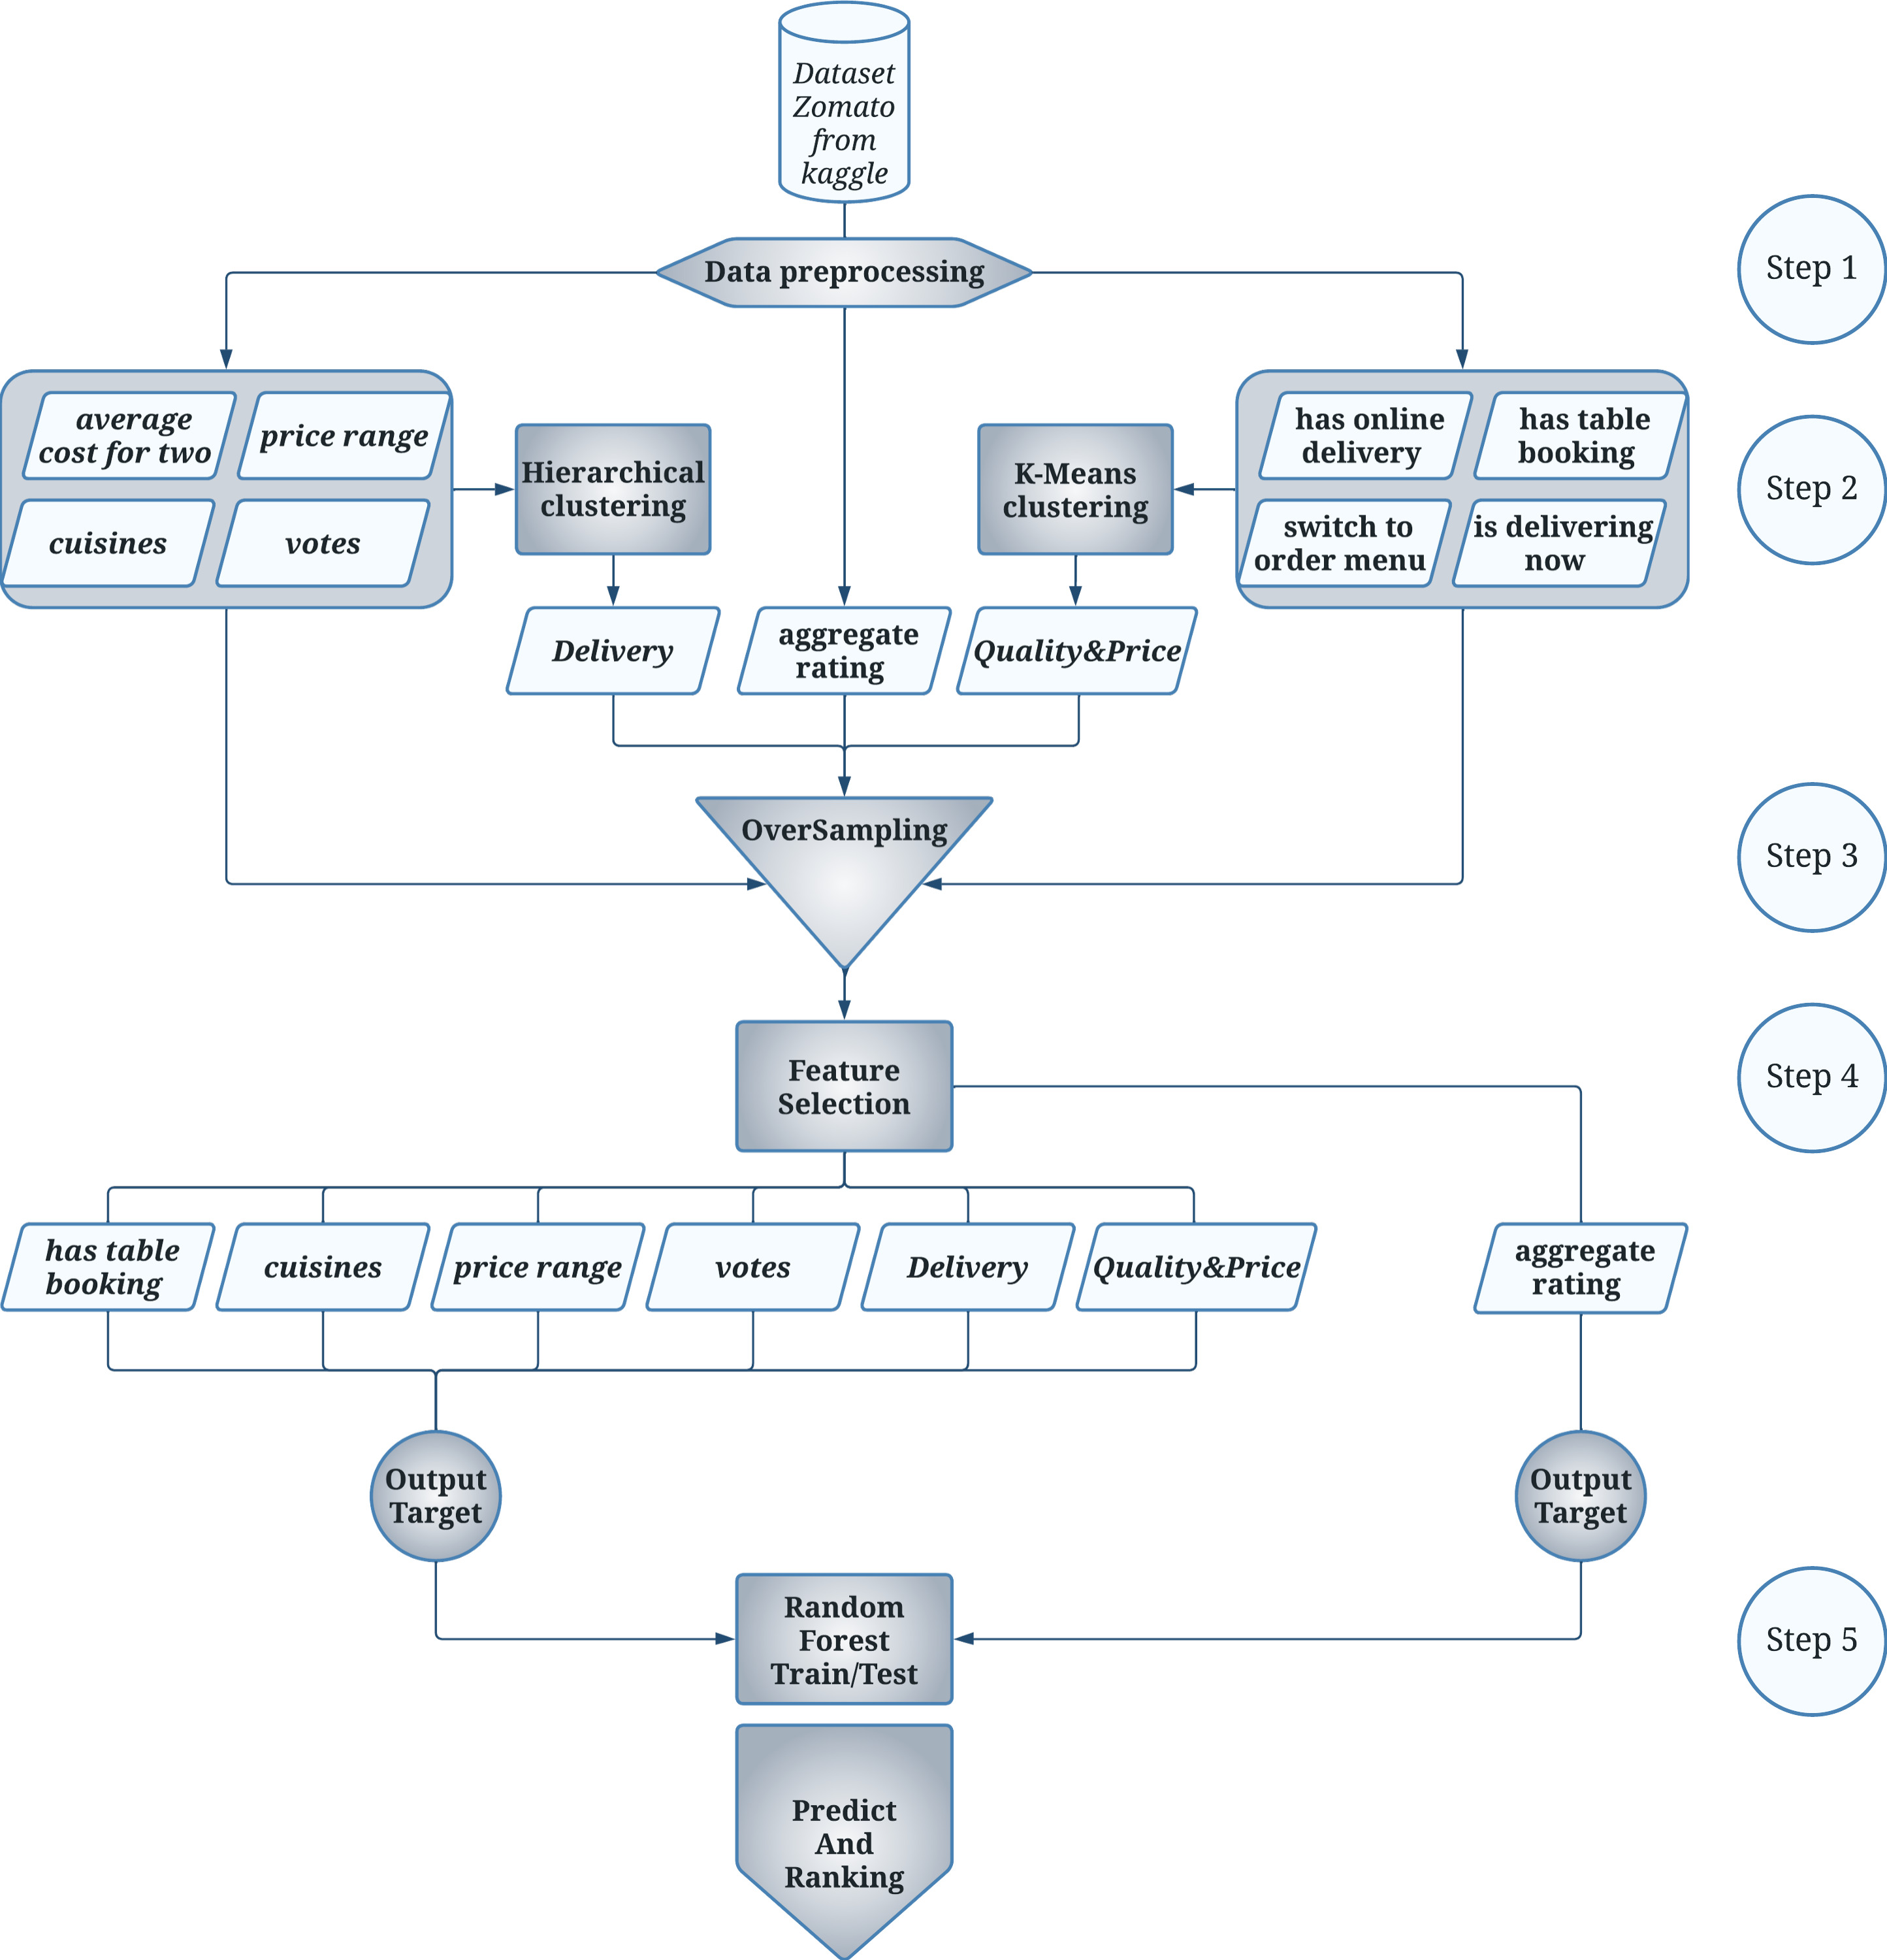 Dataset
Zomato
from
kaggle
Data preprocessing
Step 1
average
cost for two
price range
cuisines
votes
Hierarchical
clustering
K-Means
clustering
has online
delivery
has table
booking
switch to
order menu
is delivering
now
Step 2
Delivery
aggregate
rating
Quality&Price
OverSampling
Step 3
Feature
Selection
Step 4
has table
booking
cuisines
price range
votes
Delivery
Quality&Price
aggregate
rating
Output
Target
Output
Target
Random
Forest
Train/Test
Step 5
Predict
And
Ranking